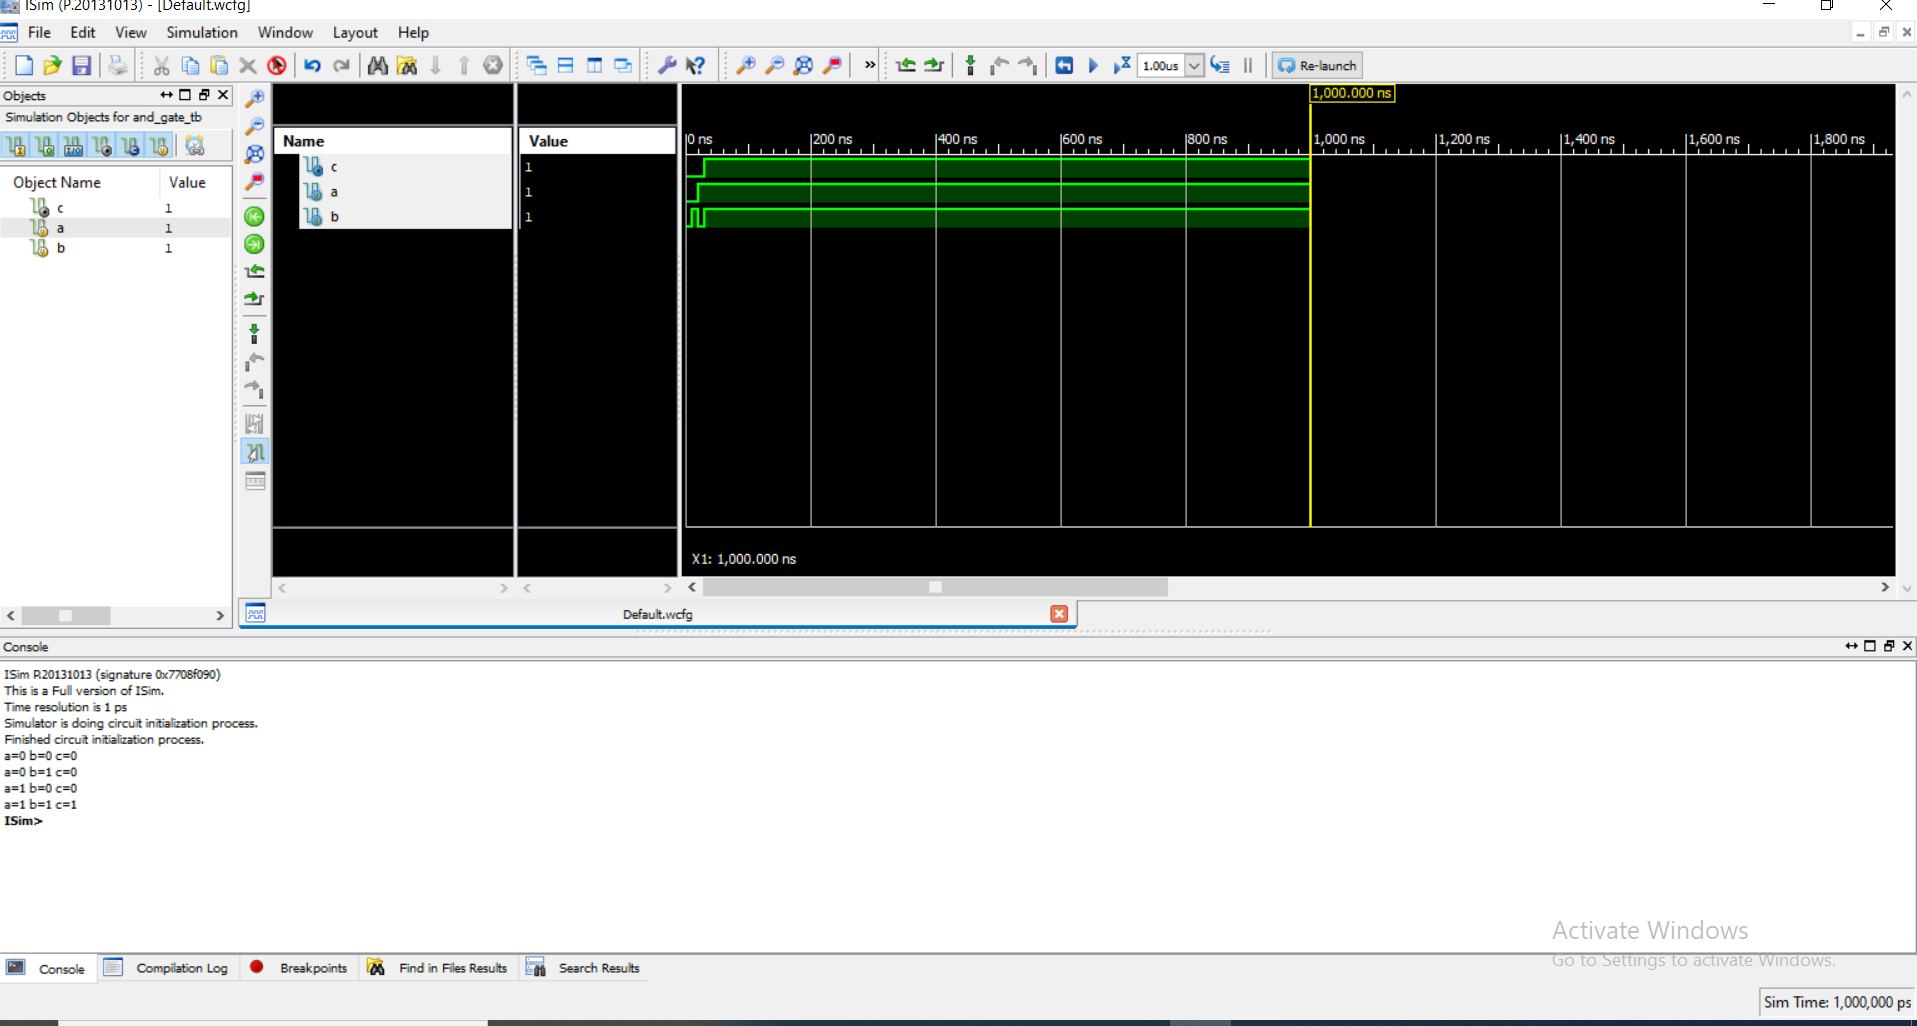 ISim (P.20131013) - [Default.wcfg]
File Edit View Simulation Window Layout Help
» 1.00us Re-launch
Objects
Simulation Objects for and_gate_tb
Object Name Value
c 1
a 1
b 1
Name Value
c 1
a 1
b 1
1,000.000 ns
0 ns 200 ns 400 ns 600 ns 800 ns 1,000 ns 1,200 ns 1,400 ns 1,600 ns 1,800 ns
X1: 1,000.000 ns
Default.wcfg
Console
ISim P.20131013 (signature 0x7708f090)
This is a Full version of ISim.
Time resolution is 1 ps
Simulator is doing circuit initialization process.
Finished circuit initialization process.
a=0 b=0 c=0
a=0 b=1 c=0
a=1 b=0 c=0
a=1 b=1 c=1
ISim>
Activate Windows
Go to Settings to activate Windows.
Console Compilation Log Breakpoints Find in Files Results Search Results
Sim Time: 1,000,000 ps